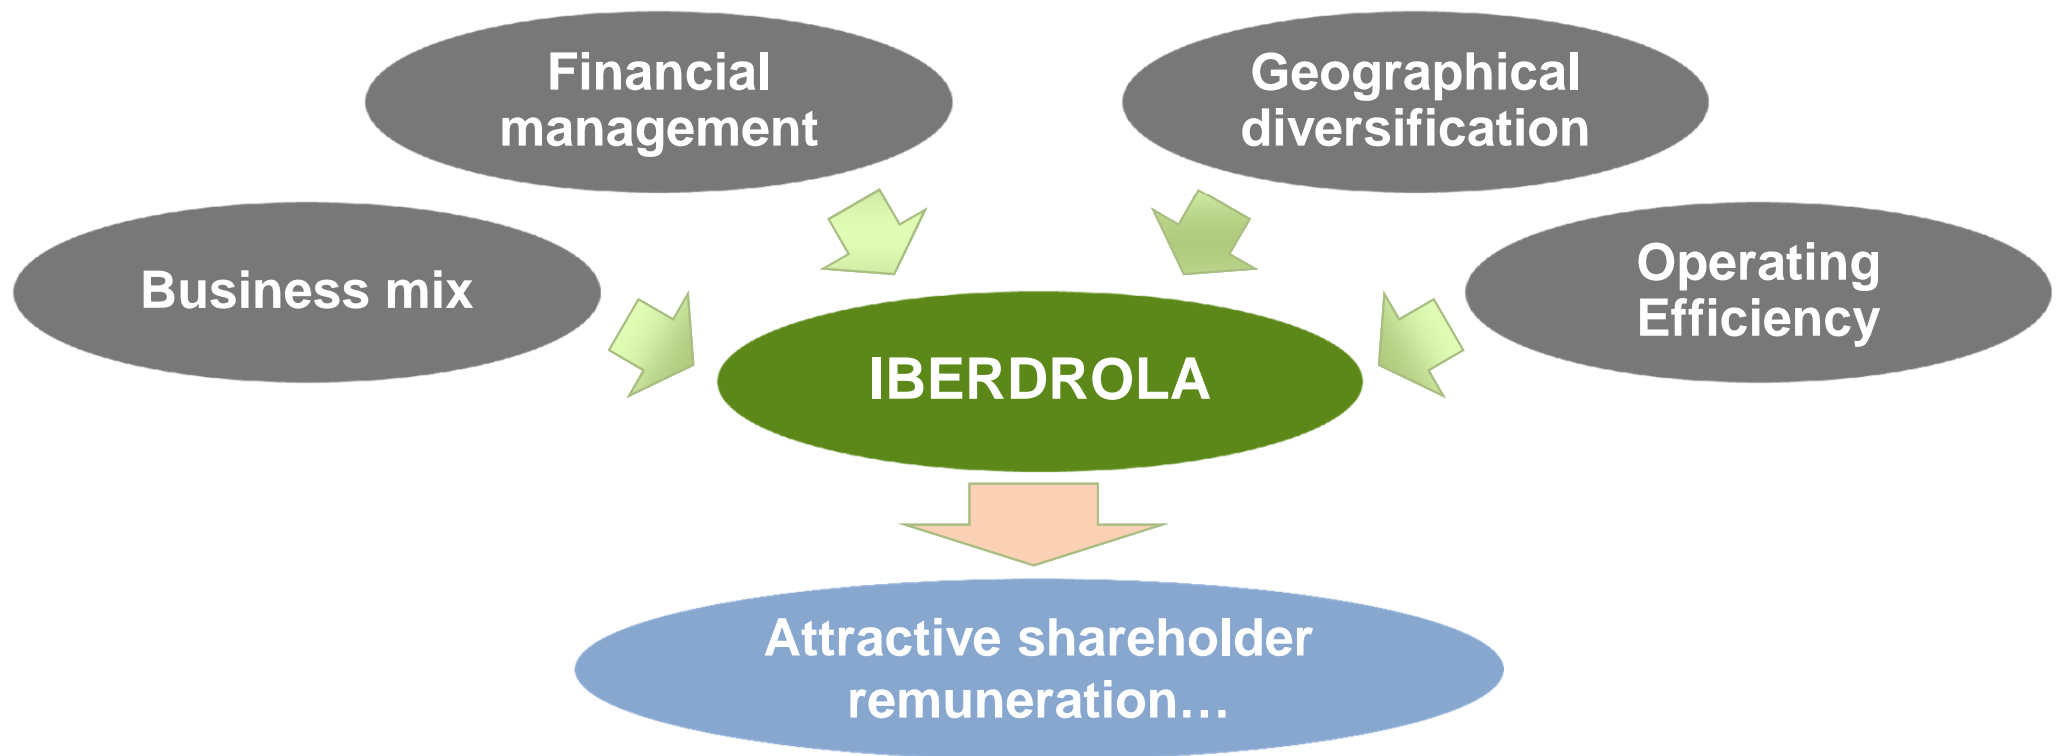 Financial
management
Geographical
diversification
Business mix
Operating
Efficiency
IBERDROLA
Attractive shareholder
remuneration…